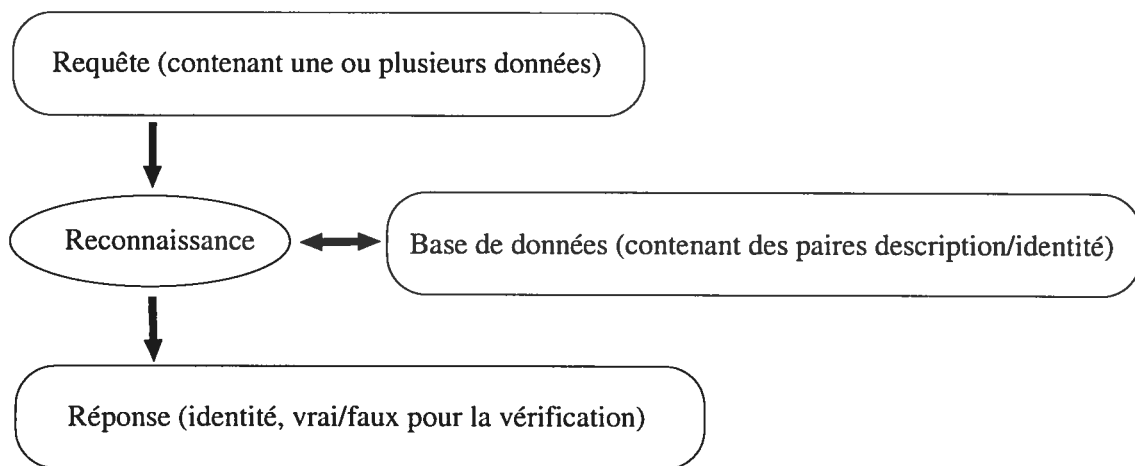 Requête (contenant une ou plusieurs données)
Reconnaissance
Base de données (contenant des paires description/identité)
Réponse (identité, vrai/faux pour la vérification)